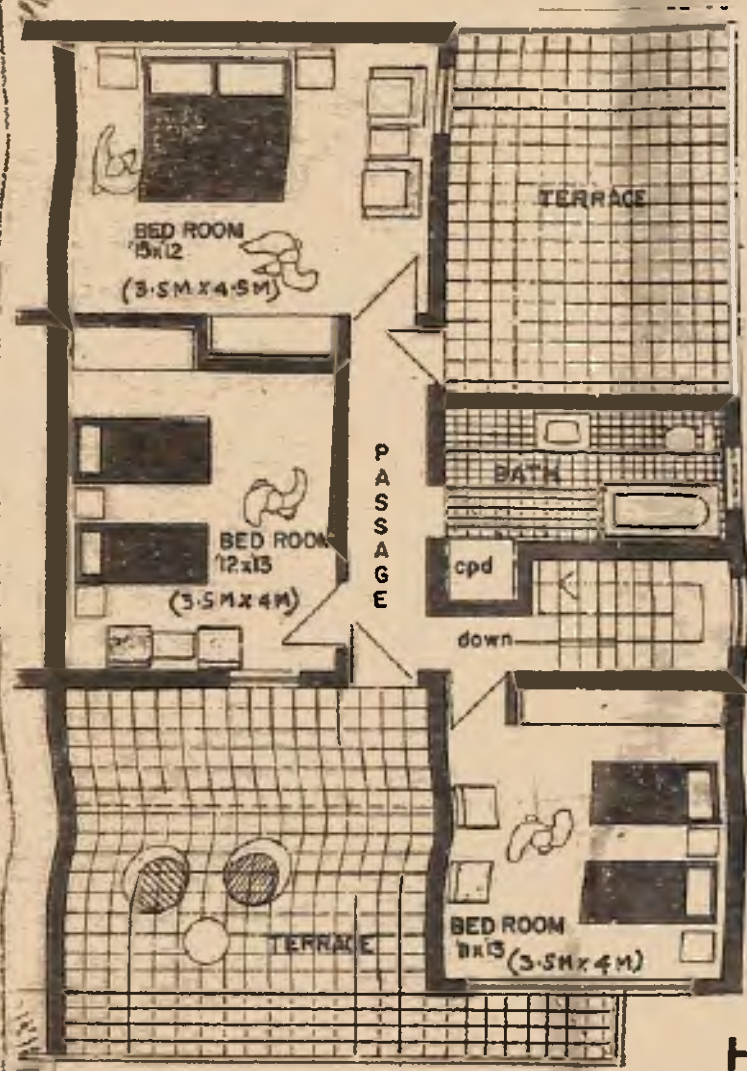 BED ROOM
15x12
(3.5M X 4.5M)
TERRACE
PASSAGE
BATH
BED ROOM
12x13
(3.5M X 4M)
cpd
down
TERRACE
BED ROOM
11x13 (3.5M X 4M)
H